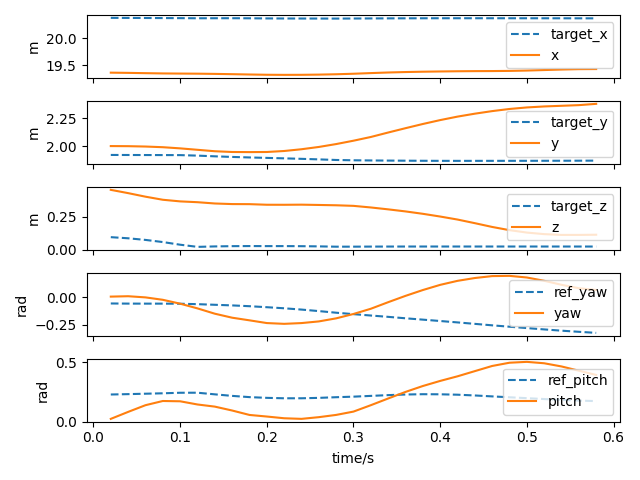 20.0
19.5
m
target_x
x
2.25
2.00
m
target_y
y
0.25
0.00
m
target_z
z
0.00
−0.25
rad
ref_yaw
yaw
0.5
0.0
rad
ref_pitch
pitch
0.0 0.1 0.2 0.3 0.4 0.5 0.6
time/s